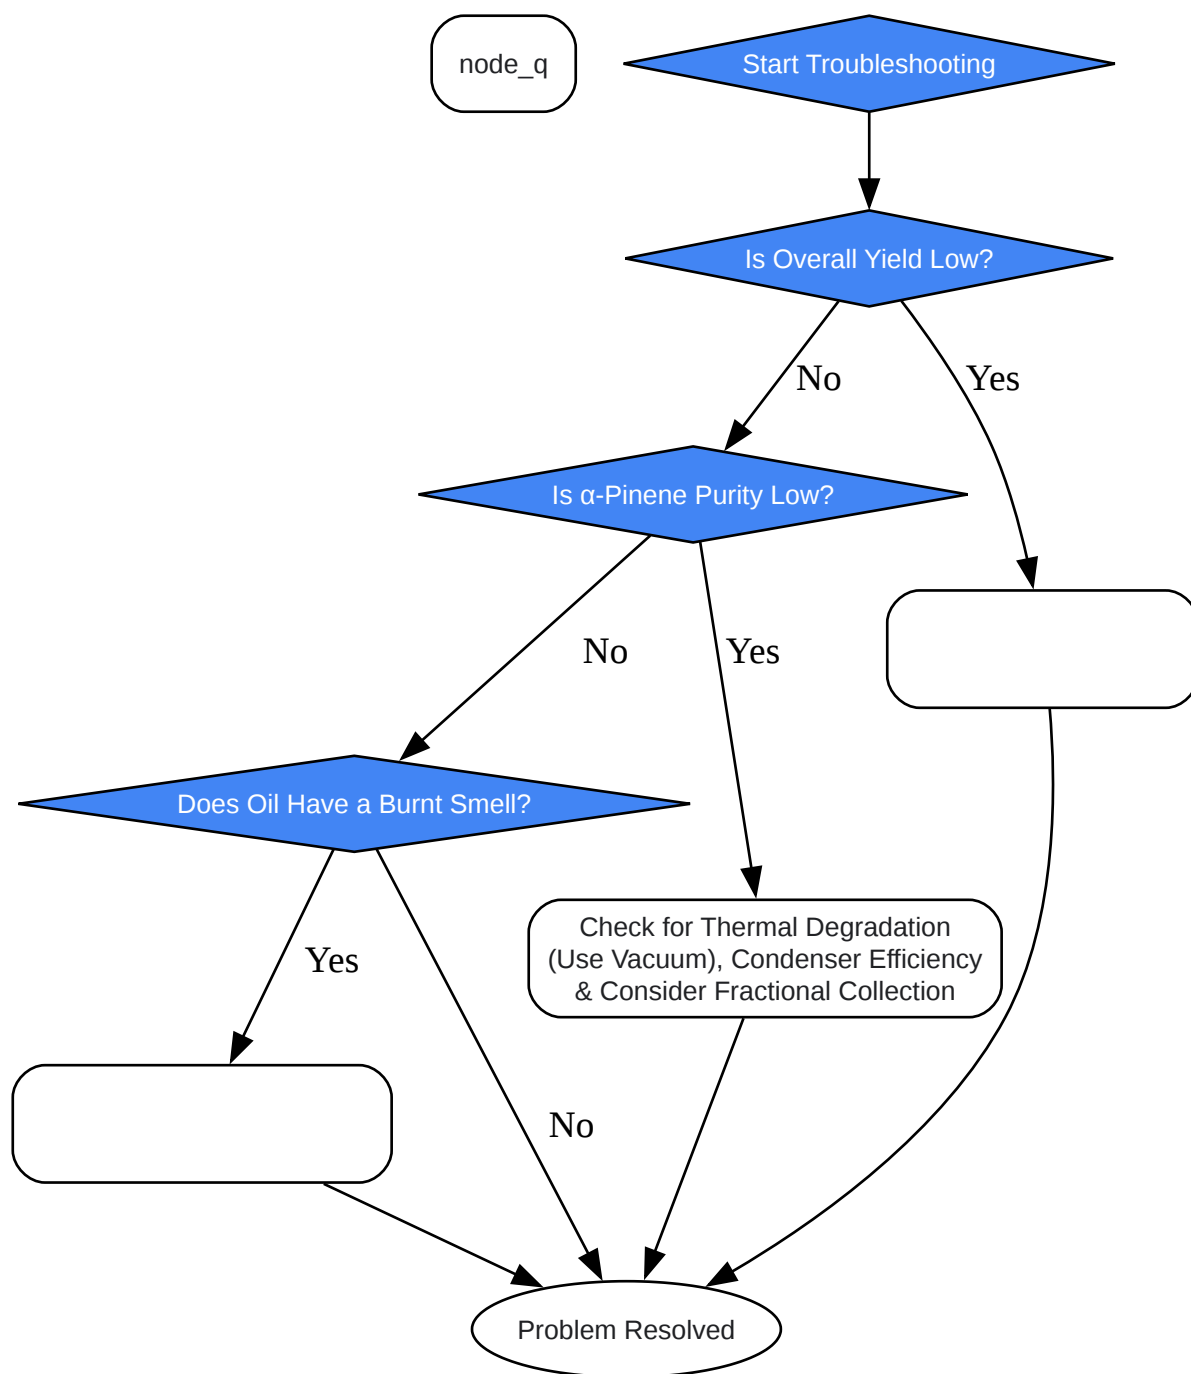 node_q
Start Troubleshooting
Is Overall Yield Low?
No
Yes
Is α-Pinene Purity Low?
No
Yes
Does Oil Have a Burnt Smell?
Check for Thermal Degradation
(Use Vacuum), Condenser Efficiency
& Consider Fractional Collection
Yes
No
Problem Resolved